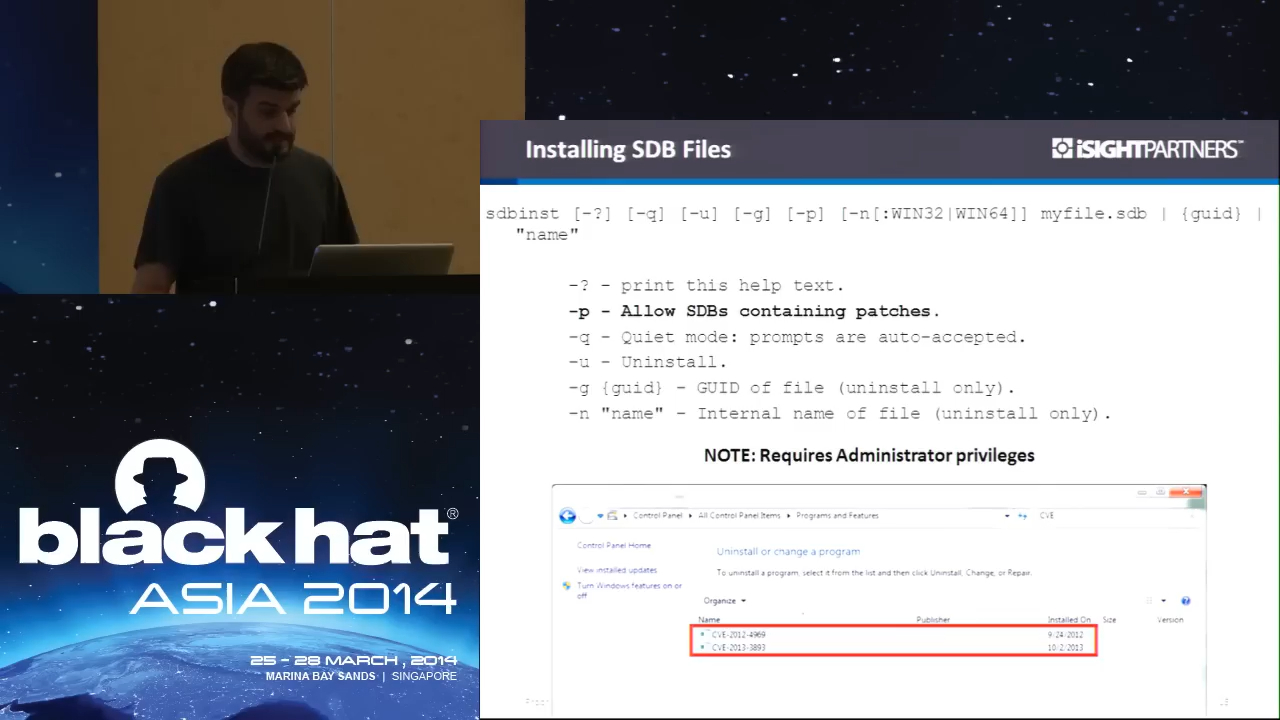 Installing SDB Files
iSIGHTPARTNERS™
sdbinst [-?] [-q] [-u] [-g] [-p] [-n[:WIN32|WIN64]] myfile.sdb | {guid} |
"name"
-? - print this help text.
-p - Allow SDBs containing patches.
-q - Quiet mode: prompts are auto-accepted.
-u - Uninstall.
-g {guid} - GUID of file (uninstall only).
-n "name" - Internal name of file (uninstall only).
NOTE: Requires Administrator privileges
Control Panel ▸ All Control Panel Items ▸ Programs and Features
CVE
Control Panel Home
View installed updates
Turn Windows features on or
off
Uninstall or change a program
To uninstall a program, select it from the list and then click Uninstall, Change, or Repair.
Organize
Name Publisher Installed On Size Version
CVE-2012-4969 9/24/2012
CVE-2013-3893 10/2/2013
black hat®
ASIA 2014
25 - 28 MARCH, 2014
MARINA BAY SANDS | SINGAPORE